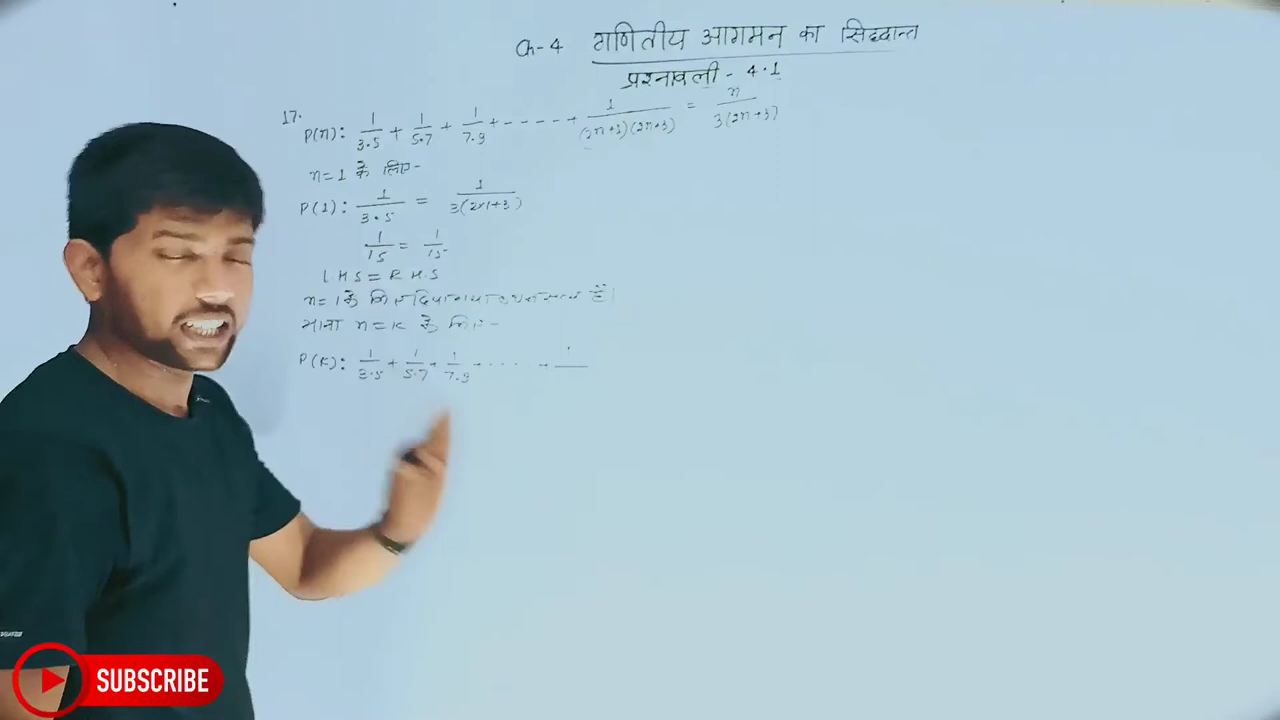 Ch-4 गणितीय आगमन का सिद्दान्त
प्रश्नावली - 4.1
17.
P(n): 1/3.5 + 1/5.7 + 1/7.9 + ----- + 1/(2n+1)(2n+3) = n/3(2n+3)
n=1 के लिए-
P(1): 1/3.5 = 1/3(2×1+3)
1/15 = 1/15
LHS = R.H.S
n=1 के लिए दिया गया कथन सत्य है।
माना n=K के लिए-
P(K): 1/3.5 + 1/5.7 + 1/7.9 + ..... +
SUBSCRIBE